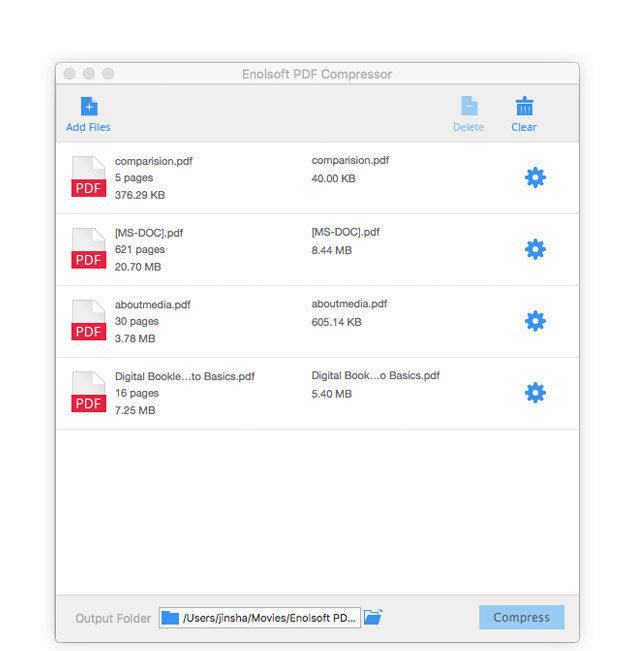 Enolsoft PDF Compressor
Add Files
Delete
Clear
PDF
comparision.pdf
5 pages
376.29 KB
comparision.pdf
40.00 KB
PDF
[MS-DOC].pdf
621 pages
20.70 MB
[MS-DOC].pdf
8.44 MB
PDF
aboutmedia.pdf
30 pages
3.78 MB
aboutmedia.pdf
605.14 KB
PDF
Digital Bookle...to Basics.pdf
16 pages
7.25 MB
Digital Book...o Basics.pdf
5.40 MB
Output Folder
/Users/jinsha/Movies/Enolsoft PD...
Compress